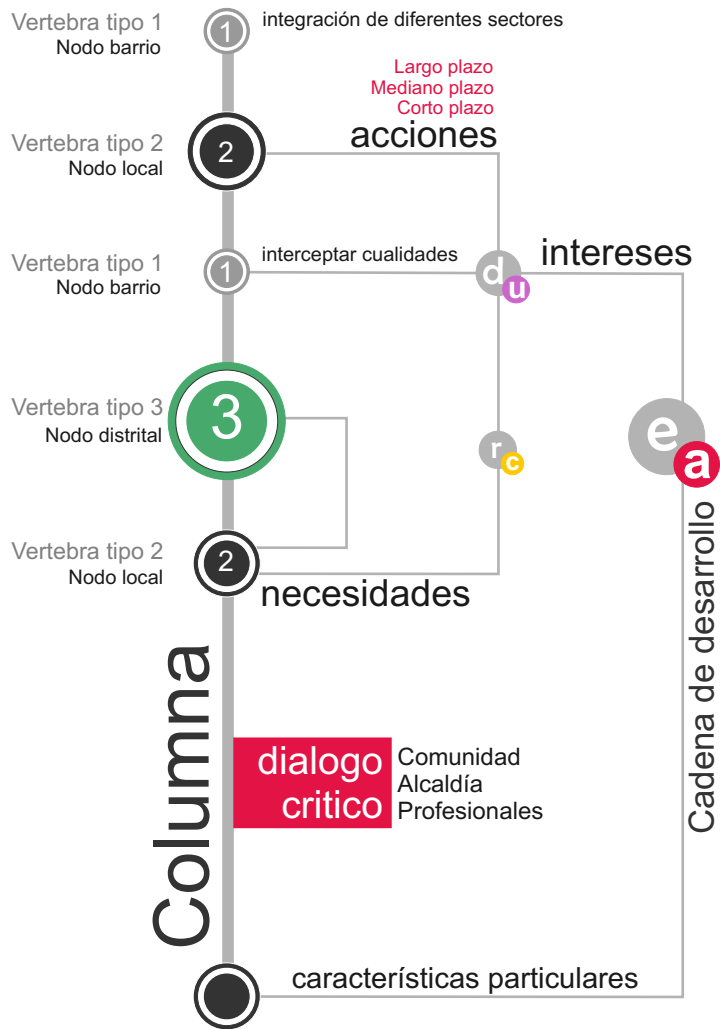 Vertebra tipo 1
Nodo barrio
1
integración de diferentes sectores
Largo plazo
Mediano plazo
Corto plazo
acciones
Vertebra tipo 2
Nodo local
2
Vertebra tipo 1
Nodo barrio
1
interceptar cualidades
d
u
intereses
Vertebra tipo 3
Nodo distrital
3
r
c
e
a
Vertebra tipo 2
Nodo local
2
necesidades
Columna
Cadena de desarrollo
dialogo
critico
Comunidad
Alcaldía
Profesionales
características particulares